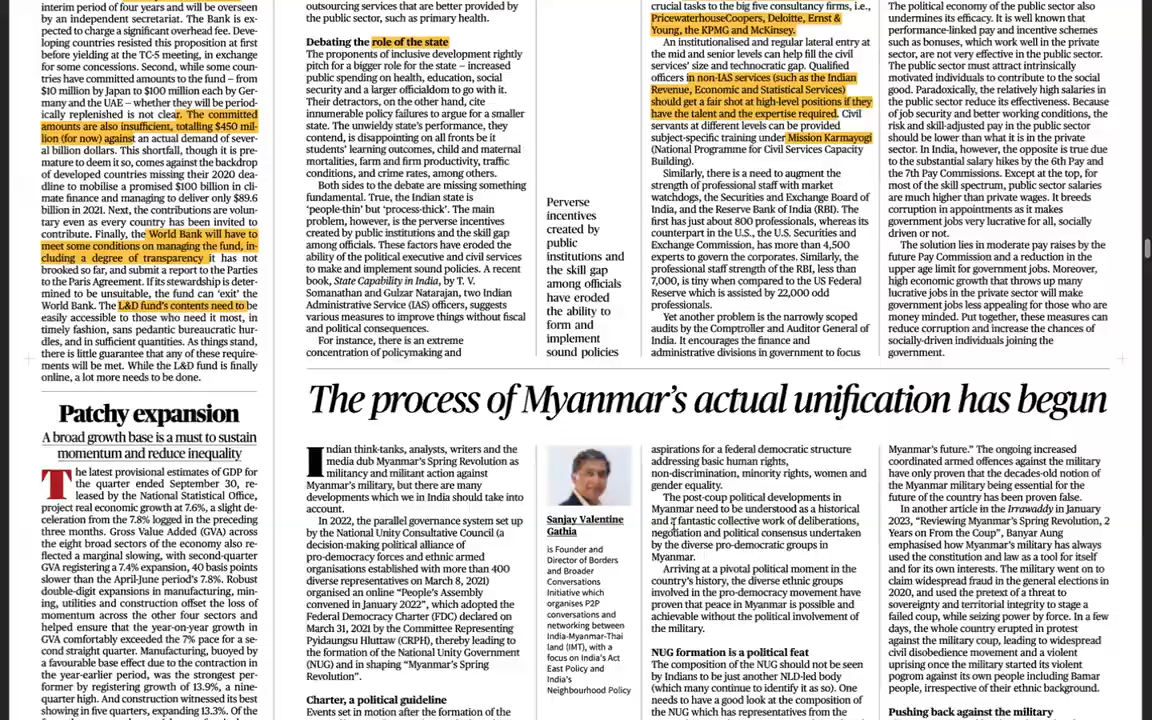 interim period of four years and will be overseen
by an independent secretariat. The Bank is ex-
pected to charge a significant overhead fee. Deve-
loping countries resisted this proposition at first
before yielding at the TC-5 meeting, in exchange
for some concessions. Second, while some coun-
tries have committed amounts to the fund – from
$10 million by Japan to $100 million each by Ger-
many and the UAE – whether they will be period-
ically replenished is not clear. The committed
amounts are also insufficient, totalling $450 mil-
lion (for now) against an actual demand of sever-
al billion dollars. This shortfall, though it is pre-
mature to deem it so, comes against the backdrop
of developed countries missing their 2020 dea-
dline to mobilise a promised $100 billion in cli-
mate finance and managing to deliver only $89.6
billion in 2021. Next, the contributions are volun-
tary even as every country has been invited to
contribute. Finally, the World Bank will have to
meet some conditions on managing the fund, in-
cluding a degree of transparency it has not
brooked so far, and submit a report to the Parties
to the Paris Agreement. If its stewardship is deter-
mined to be unsuitable, the fund can ‘exit’ the
World Bank. The L&D fund’s contents need to be
easily accessible to those who need it most, in
timely fashion, sans pedantic bureaucratic hur-
dles, and in sufficient quantities. As things stand,
there is little guarantee that any of these require-
ments will be met. While the L&D fund is finally
online, a lot more needs to be done.
Patchy expansion
A broad growth base is a must to sustain
momentum and reduce inequality
The latest provisional estimates of GDP for
the quarter ended September 30, re-
leased by the National Statistical Office,
project real economic growth at 7.6%, a slight de-
celeration from the 7.8% logged in the preceding
three months. Gross Value Added (GVA) across
the eight broad sectors of the economy also re-
flected a marginal slowing, with second-quarter
GVA registering a 7.4% expansion, 40 basis points
slower than the April-June period’s 7.8%. Robust
double-digit expansions in manufacturing, min-
ing, utilities and construction offset the loss of
momentum across the other four sectors and
helped ensure that the year-on-year growth in
GVA comfortably exceeded the 7% pace for a se-
cond straight quarter. Manufacturing, buoyed by
a favourable base effect due to the contraction in
the year-earlier period, was the strongest per-
former by registering growth of 13.9%, a nine-
quarter high. And construction witnessed its best
showing in five quarters, expanding 13.3%. Of the
outsourcing services that are better provided by
the public sector, such as primary health.
Debating the role of the state
The proponents of inclusive development rightly
pitch for a bigger role for the state – increased
public spending on health, education, social
security and a larger officialdom to go with it.
Their detractors, on the other hand, cite
innumerable policy failures to argue for a smaller
state. The unwieldy state’s performance, they
contend, is disappointing on all fronts be it
students’ learning outcomes, child and maternal
mortalities, farm and firm productivity, traffic
conditions, and crime rates, among others.
Both sides to the debate are missing something
fundamental. True, the Indian state is
‘people-thin’ but ‘process-thick’. The main
problem, however, is the perverse incentives
created by public institutions and the skill gap
among officials. These factors have eroded the
ability of the political executive and civil services
to make and implement sound policies. A recent
book, State Capability in India, by T. V.
Somanathan and Gulzar Natarajan, two Indian
Administrative Service (IAS) officers, suggests
various measures to improve things without fiscal
and political consequences.
For instance, there is an extreme
concentration of policymaking and
Perverse
incentives
created by
public
institutions and
the skill gap
among officials
have eroded
the ability to
form and
implement
sound policies
crucial tasks to the big five consultancy firms, i.e.,
PricewaterhouseCoopers, Deloitte, Ernst &
Young, the KPMG and McKinsey.
An institutionalised and regular lateral entry at
the mid and senior levels can help fill the civil
services’ size and technocratic gap. Qualified
officers in non-IAS services (such as the Indian
Revenue, Economic and Statistical Services)
should get a fair shot at high-level positions if they
have the talent and the expertise required. Civil
servants at different levels can be provided
subject-specific training under Mission Karmayogi
(National Programme for Civil Services Capacity
Building).
Similarly, there is a need to augment the
strength of professional staff with market
watchdogs, the Securities and Exchange Board of
India, and the Reserve Bank of India (RBI). The
first has about 800 professionals, whereas its
counterpart in the U.S., the U.S. Securities and
Exchange Commission, has more than 4,500
experts to govern the corporates. Similarly, the
professional staff strength of the RBI, less than
7,000, is tiny when compared to the US Federal
Reserve which is assisted by 22,000 odd
professionals.
Yet another problem is the narrowly scoped
audits by the Comptroller and Auditor General of
India. It encourages the finance and
administrative divisions in government to focus
The political economy of the public sector also
undermines its efficacy. It is well known that
performance-linked pay and incentive schemes
such as bonuses, which work well in the private
sector, are not very effective in the public sector.
The public sector must attract intrinsically
motivated individuals to contribute to the social
good. Paradoxically, the relatively high salaries in
the public sector reduce its effectiveness. Because
of job security and better working conditions, the
risk and skill-adjusted pay in the public sector
should be lower than what it is in the private
sector. In India, however, the opposite is true due
to the substantial salary hikes by the 6th Pay and
the 7th Pay Commissions. Except at the top, for
most of the skill spectrum, public sector salaries
are much higher than private wages. It breeds
corruption in appointments as it makes
government jobs very lucrative for all, socially
driven or not.
The solution lies in moderate pay raises by the
future Pay Commission and a reduction in the
upper age limit for government jobs. Moreover,
high economic growth that throws up many
lucrative jobs in the private sector will make
government jobs less appealing for those who are
money minded. Put together, these measures can
reduce corruption and increase the chances of
socially-driven individuals joining the
government.
The process of Myanmar’s actual unification has begun
Indian think-tanks, analysts, writers and the
media dub Myanmar’s Spring Revolution as
militancy and militant action against
Myanmar’s military, but there are many
developments which we in India should take into
account.
In 2022, the parallel governance system set up
by the National Unity Consultative Council (a
decision-making political alliance of
pro-democracy forces and ethnic armed
organisations established with more than 400
diverse representatives on March 8, 2021)
organised an online “People’s Assembly
convened in January 2022”, which adopted the
Federal Democracy Charter (FDC) declared on
March 31, 2021 by the Committee Representing
Pyidaungsu Hluttaw (CRPH), thereby leading to
the formation of the National Unity Government
(NUG) and in shaping “Myanmar’s Spring
Revolution”.
Charter, a political guideline
Events set in motion after the formation of the
Sanjay Valentine
Gathia
is Founder and
Director of Borders
and Broader
Conversations
Initiative which
organises P2P
conversations and
networking between
India-Myanmar-Thai
land (IMT), with a
focus on India’s Act
East Policy and
India’s
Neighbourhood Policy
aspirations for a federal democratic structure
addressing basic human rights,
non-discrimination, minority rights, women and
gender equality.
The post-coup political developments in
Myanmar need to be understood as a historical
and fantastic collective work of deliberations,
negotiation and political consensus undertaken
by the diverse pro-democratic groups in
Myanmar.
Arriving at a pivotal political moment in the
country’s history, the diverse ethnic groups
involved in the pro-democracy movement have
proven that peace in Myanmar is possible and
achievable without the political involvement of
the military.
NUG formation is a political feat
The composition of the NUG should not be seen
by Indians to be just another NLD-led body
(which many continue to identify it as so). One
needs to have a good look at the composition of
the NUG which has representatives from the
Myanmar’s future.” The ongoing increased
coordinated armed offences against the military
have only proven that the decades-old notion of
the Myanmar military being essential for the
future of the country has been proven false.
In another article in the Irrawaddy in January
2023, “Reviewing Myanmar’s Spring Revolution, 2
Years on From the Coup”, Banyar Aung
emphasised how Myanmar’s military has always
used the constitution and law as a tool for itself
and for its own interests. The military went on to
claim widespread fraud in the general elections in
2020, and used the pretext of a threat to
sovereignty and territorial integrity to stage a
failed coup, while seizing power by force. In a few
days, the whole country erupted in protest
against the military coup, leading to widespread
civil disobedience movement and a violent
uprising once the military started its violent
pogrom against its own people including Bamar
people, irrespective of their ethnic background.
Pushing back against the military